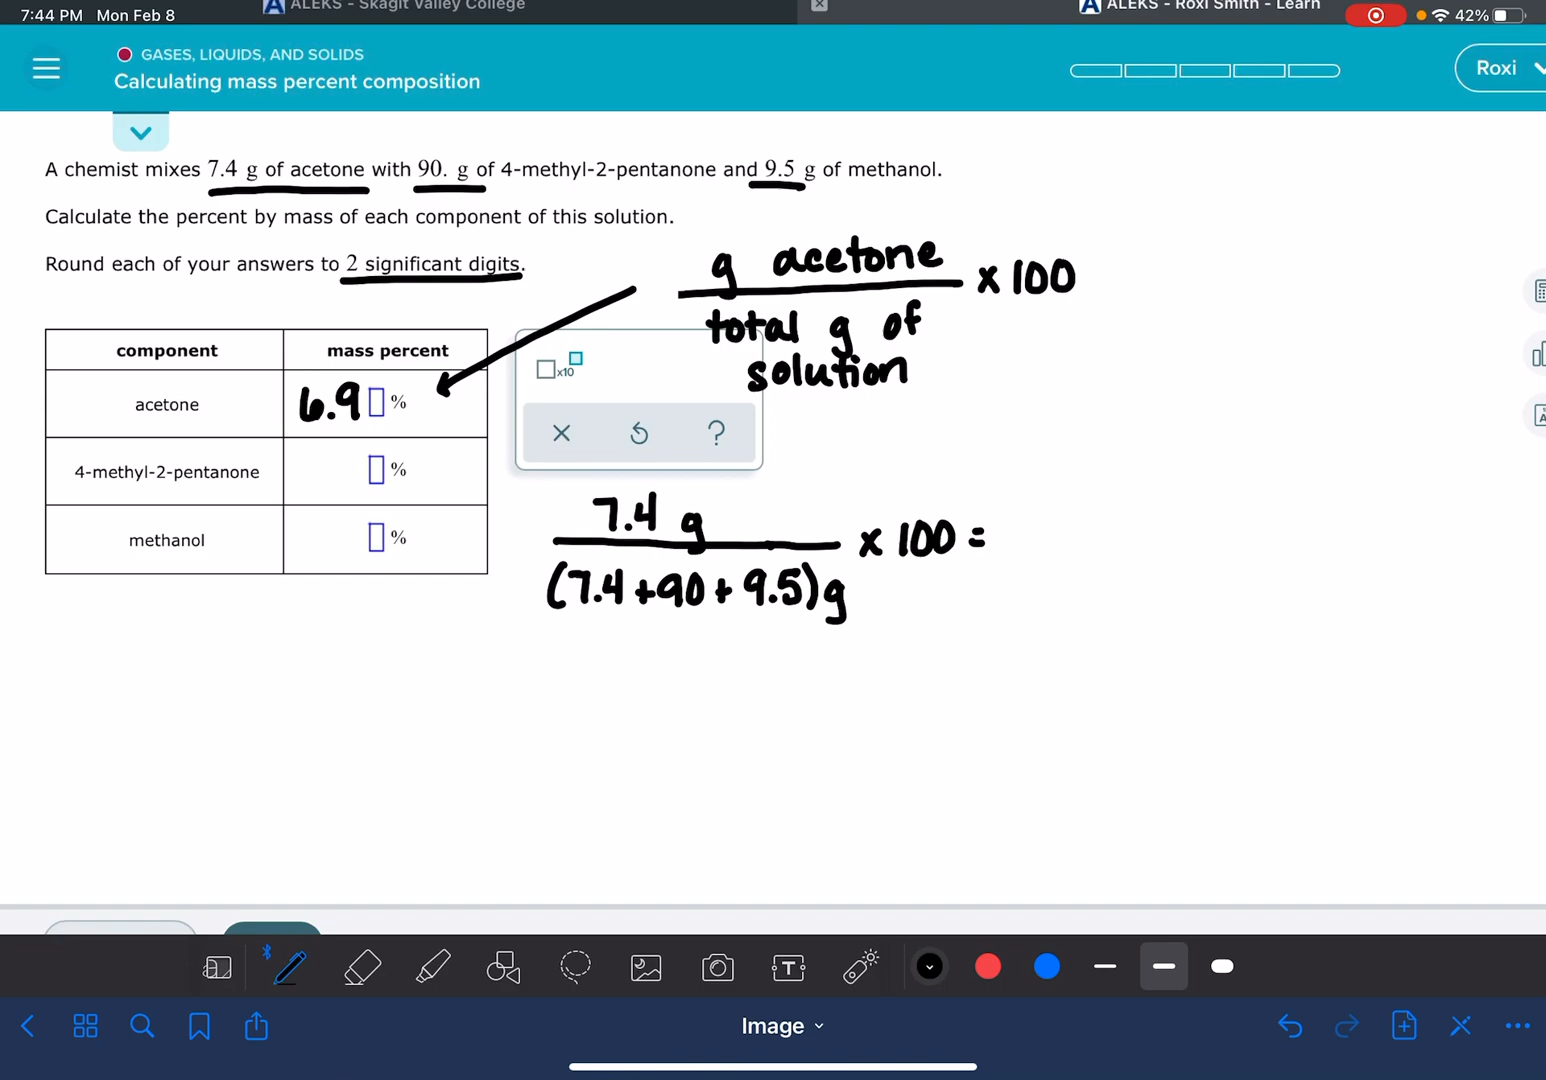 7:44 PM Mon Feb 8
ALEKS - Skagit Valley College
ALEKS - Roxi Smith - Learn
42%
GASES, LIQUIDS, AND SOLIDS
Calculating mass percent composition
Roxi
A chemist mixes 7.4 g of acetone with 90. g of 4-methyl-2-pentanone and 9.5 g of methanol.
Calculate the percent by mass of each component of this solution.
Round each of your answers to 2 significant digits.
g acetone
x 100
total g of
solution
component mass percent
acetone 6.9 %
4-methyl-2-pentanone %
methanol %
x10
?
7.4 g
x 100 =
(7.4+90+9.5)g
T
Image